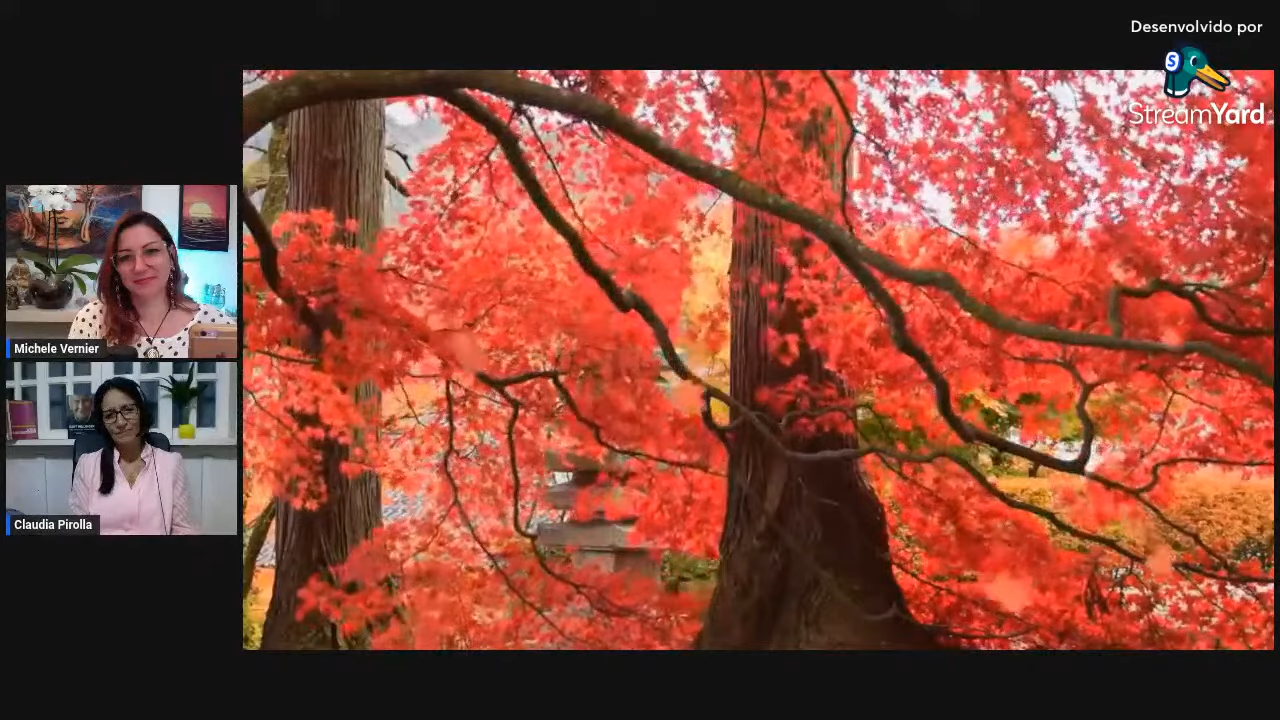 Desenvolvido por
S
StreamYard
Michele Vernier
Claudia Pirolla